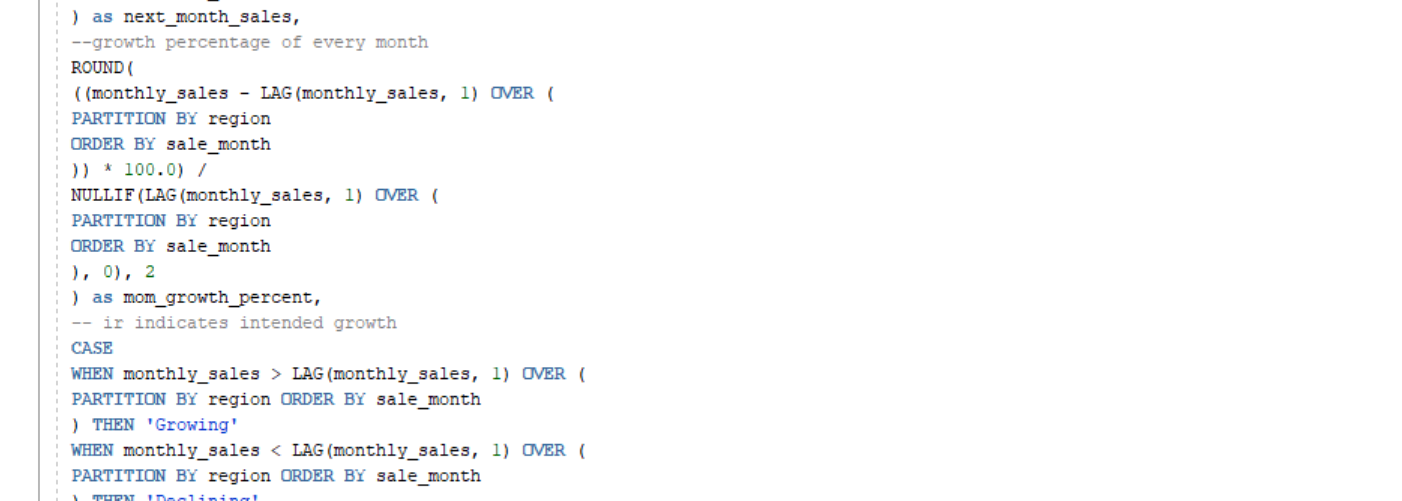 ) as next_month_sales,
--growth percentage of every month
ROUND(
((monthly_sales - LAG(monthly_sales, 1) OVER (
PARTITION BY region
ORDER BY sale_month
)) * 100.0) /
NULLIF(LAG(monthly_sales, 1) OVER (
PARTITION BY region
ORDER BY sale_month
), 0), 2
) as mom_growth_percent,
-- ir indicates intended growth
CASE
WHEN monthly_sales > LAG(monthly_sales, 1) OVER (
PARTITION BY region ORDER BY sale_month
) THEN 'Growing'
WHEN monthly_sales < LAG(monthly_sales, 1) OVER (
PARTITION BY region ORDER BY sale_month
) THEN 'Declining'